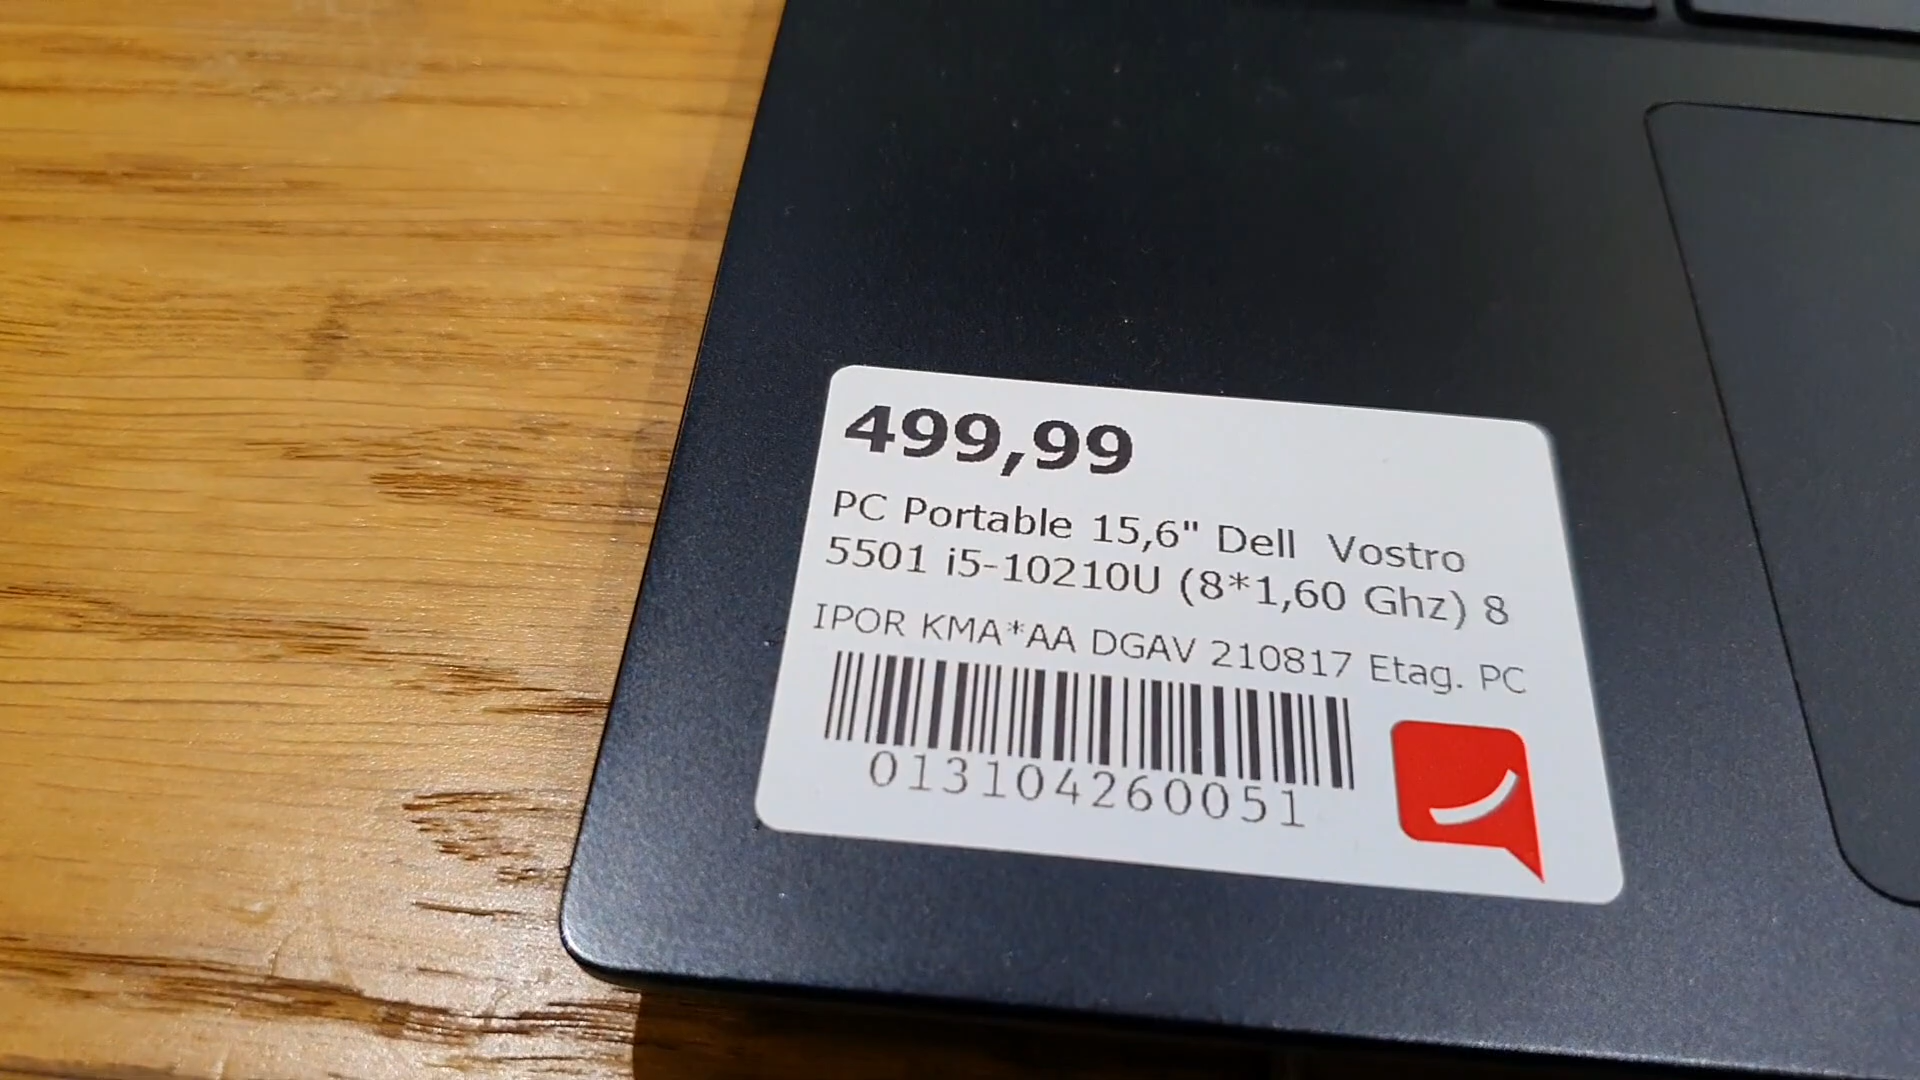 499,99
PC Portable 15,6" Dell  Vostro
5501 i5-10210U (8*1,60 Ghz) 8
IPOR KMA*AA DGAV 210817 Etag. PC
013104260051